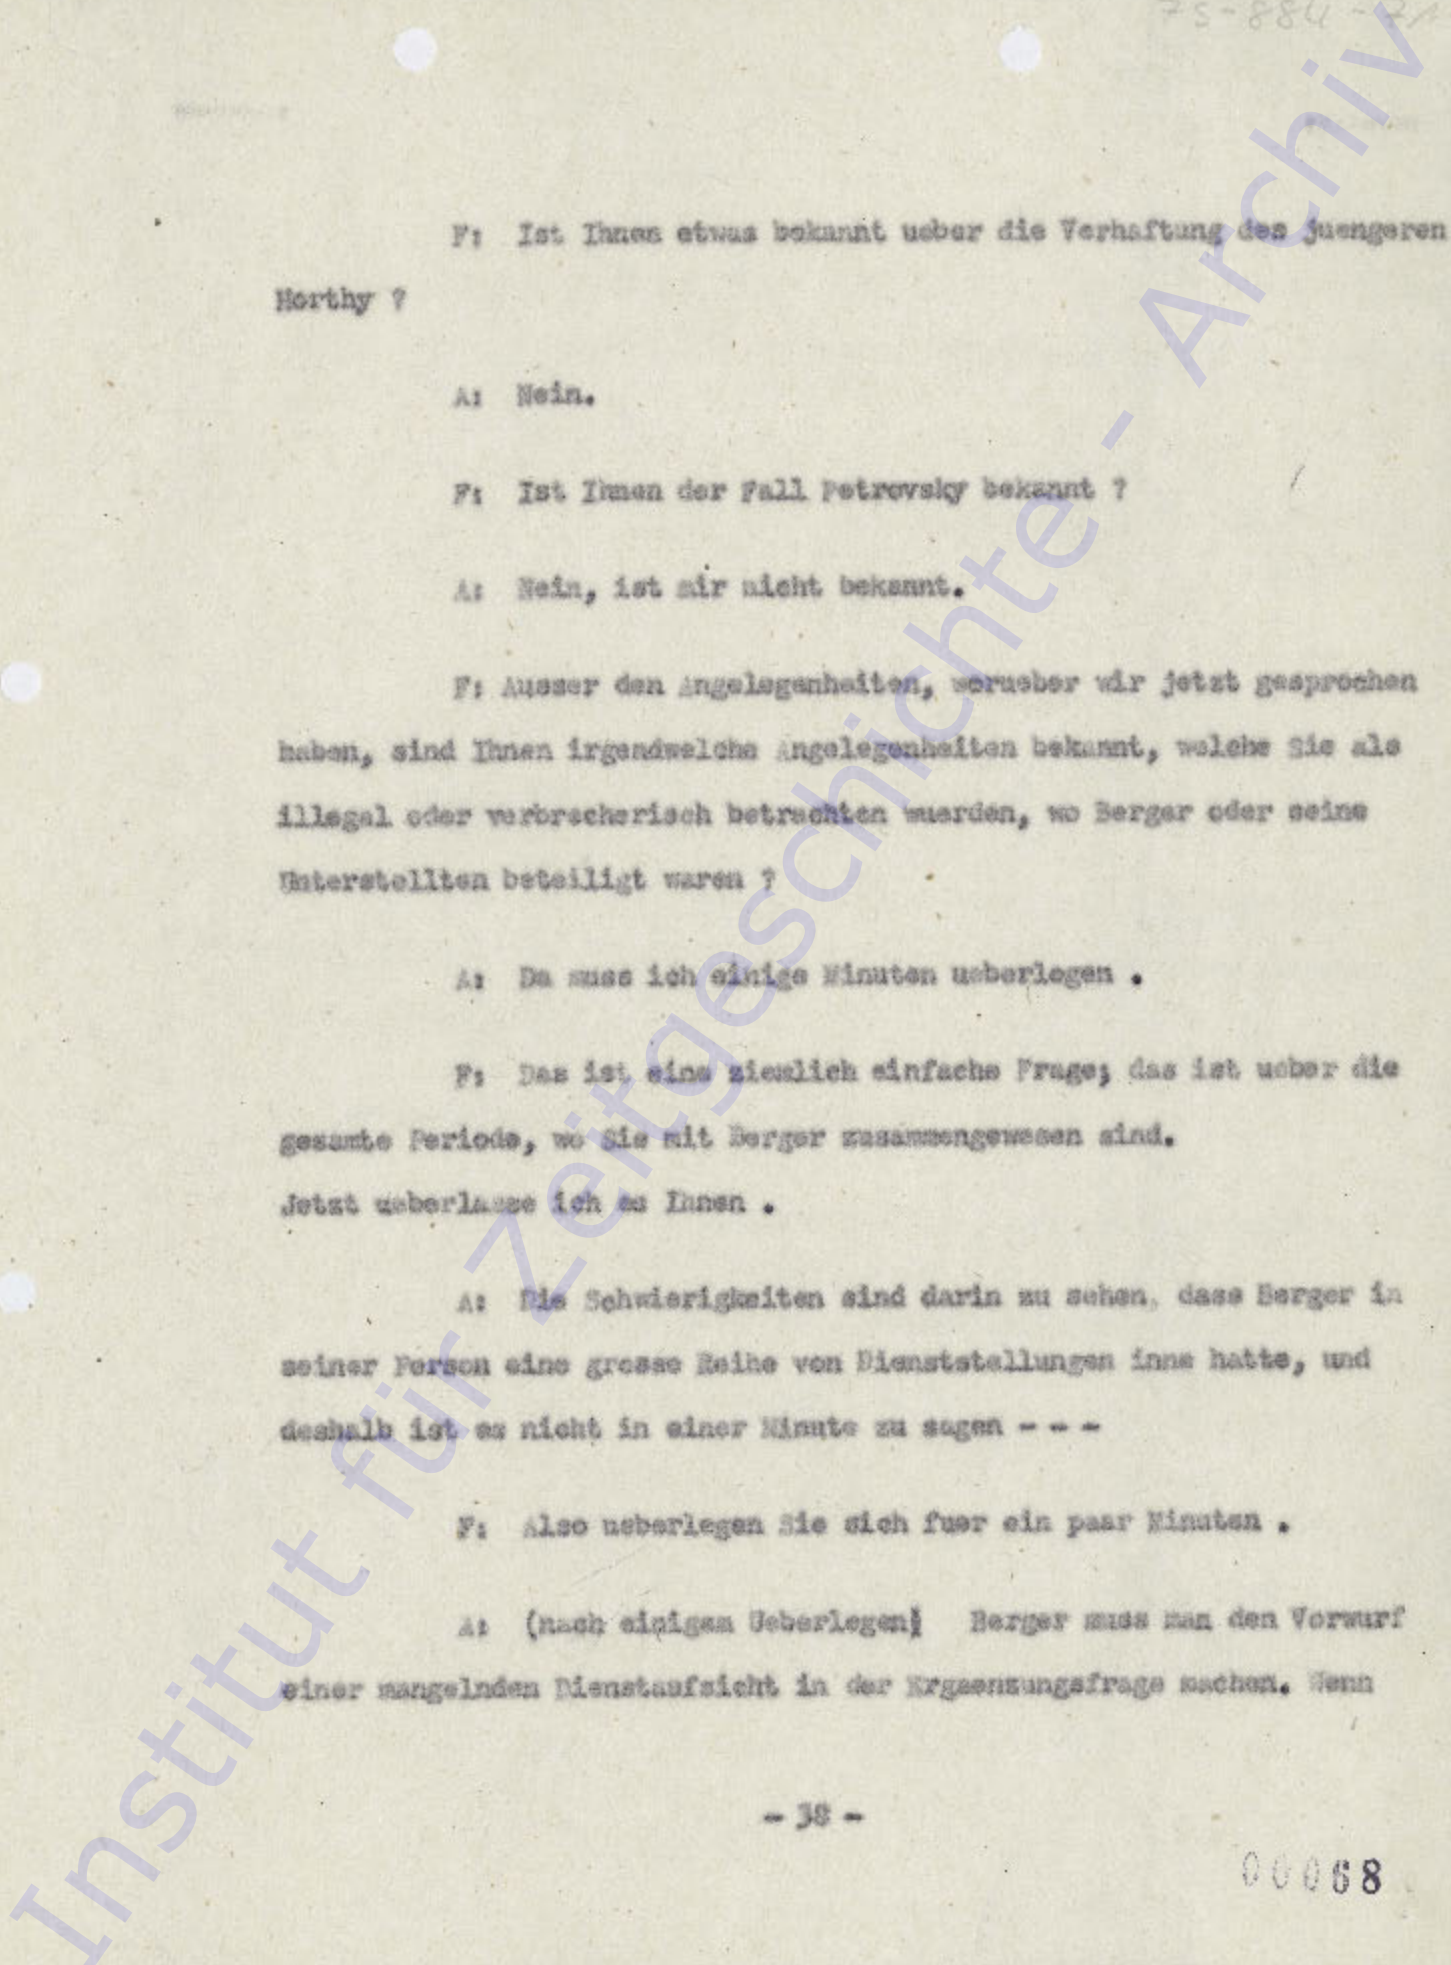 ZS-884-71
F: Ist Ihnen etwas bekannt ueber die Verhaftung des juengeren
Horthy ?
A: Nein.
F: Ist Ihnen der Fall Petrovsky bekannt ?
A: Nein, ist mir nicht bekannt.
F: Ausser den Angelegenheiten, worueber wir jetzt gesprochen
haben, sind Ihnen irgendwelche Angelegenheiten bekannt, welche Sie als
illegal oder verbrecherisch betrachten wuerden, wo Berger oder seine
Unterstellten beteiligt waren ?
A: Da muss ich einige Minuten ueberlegen .
F: Das ist eine ziemlich einfache Frage; das ist ueber die
gesamte Periode, wo Sie mit Berger zusammengewesen sind.
Jetzt ueberlasse ich es Ihnen .
A: Die Schwierigkeiten sind darin zu sehen, dass Berger in
seiner Person eine grosse Reihe von Dienststellungen inne hatte, und
deshalb ist es nicht in einer Minute zu sagen - - -
F: Also ueberlegen Sie sich fuer ein paar Minuten .
A: (nach einigem Ueberlegen) Berger muss man den Vorwurf
einer mangelnden Dienstaufsicht in der Ergaenzungsfrage machen. Wenn
- 38 -
00068
Institut für Zeitgeschichte - Archiv